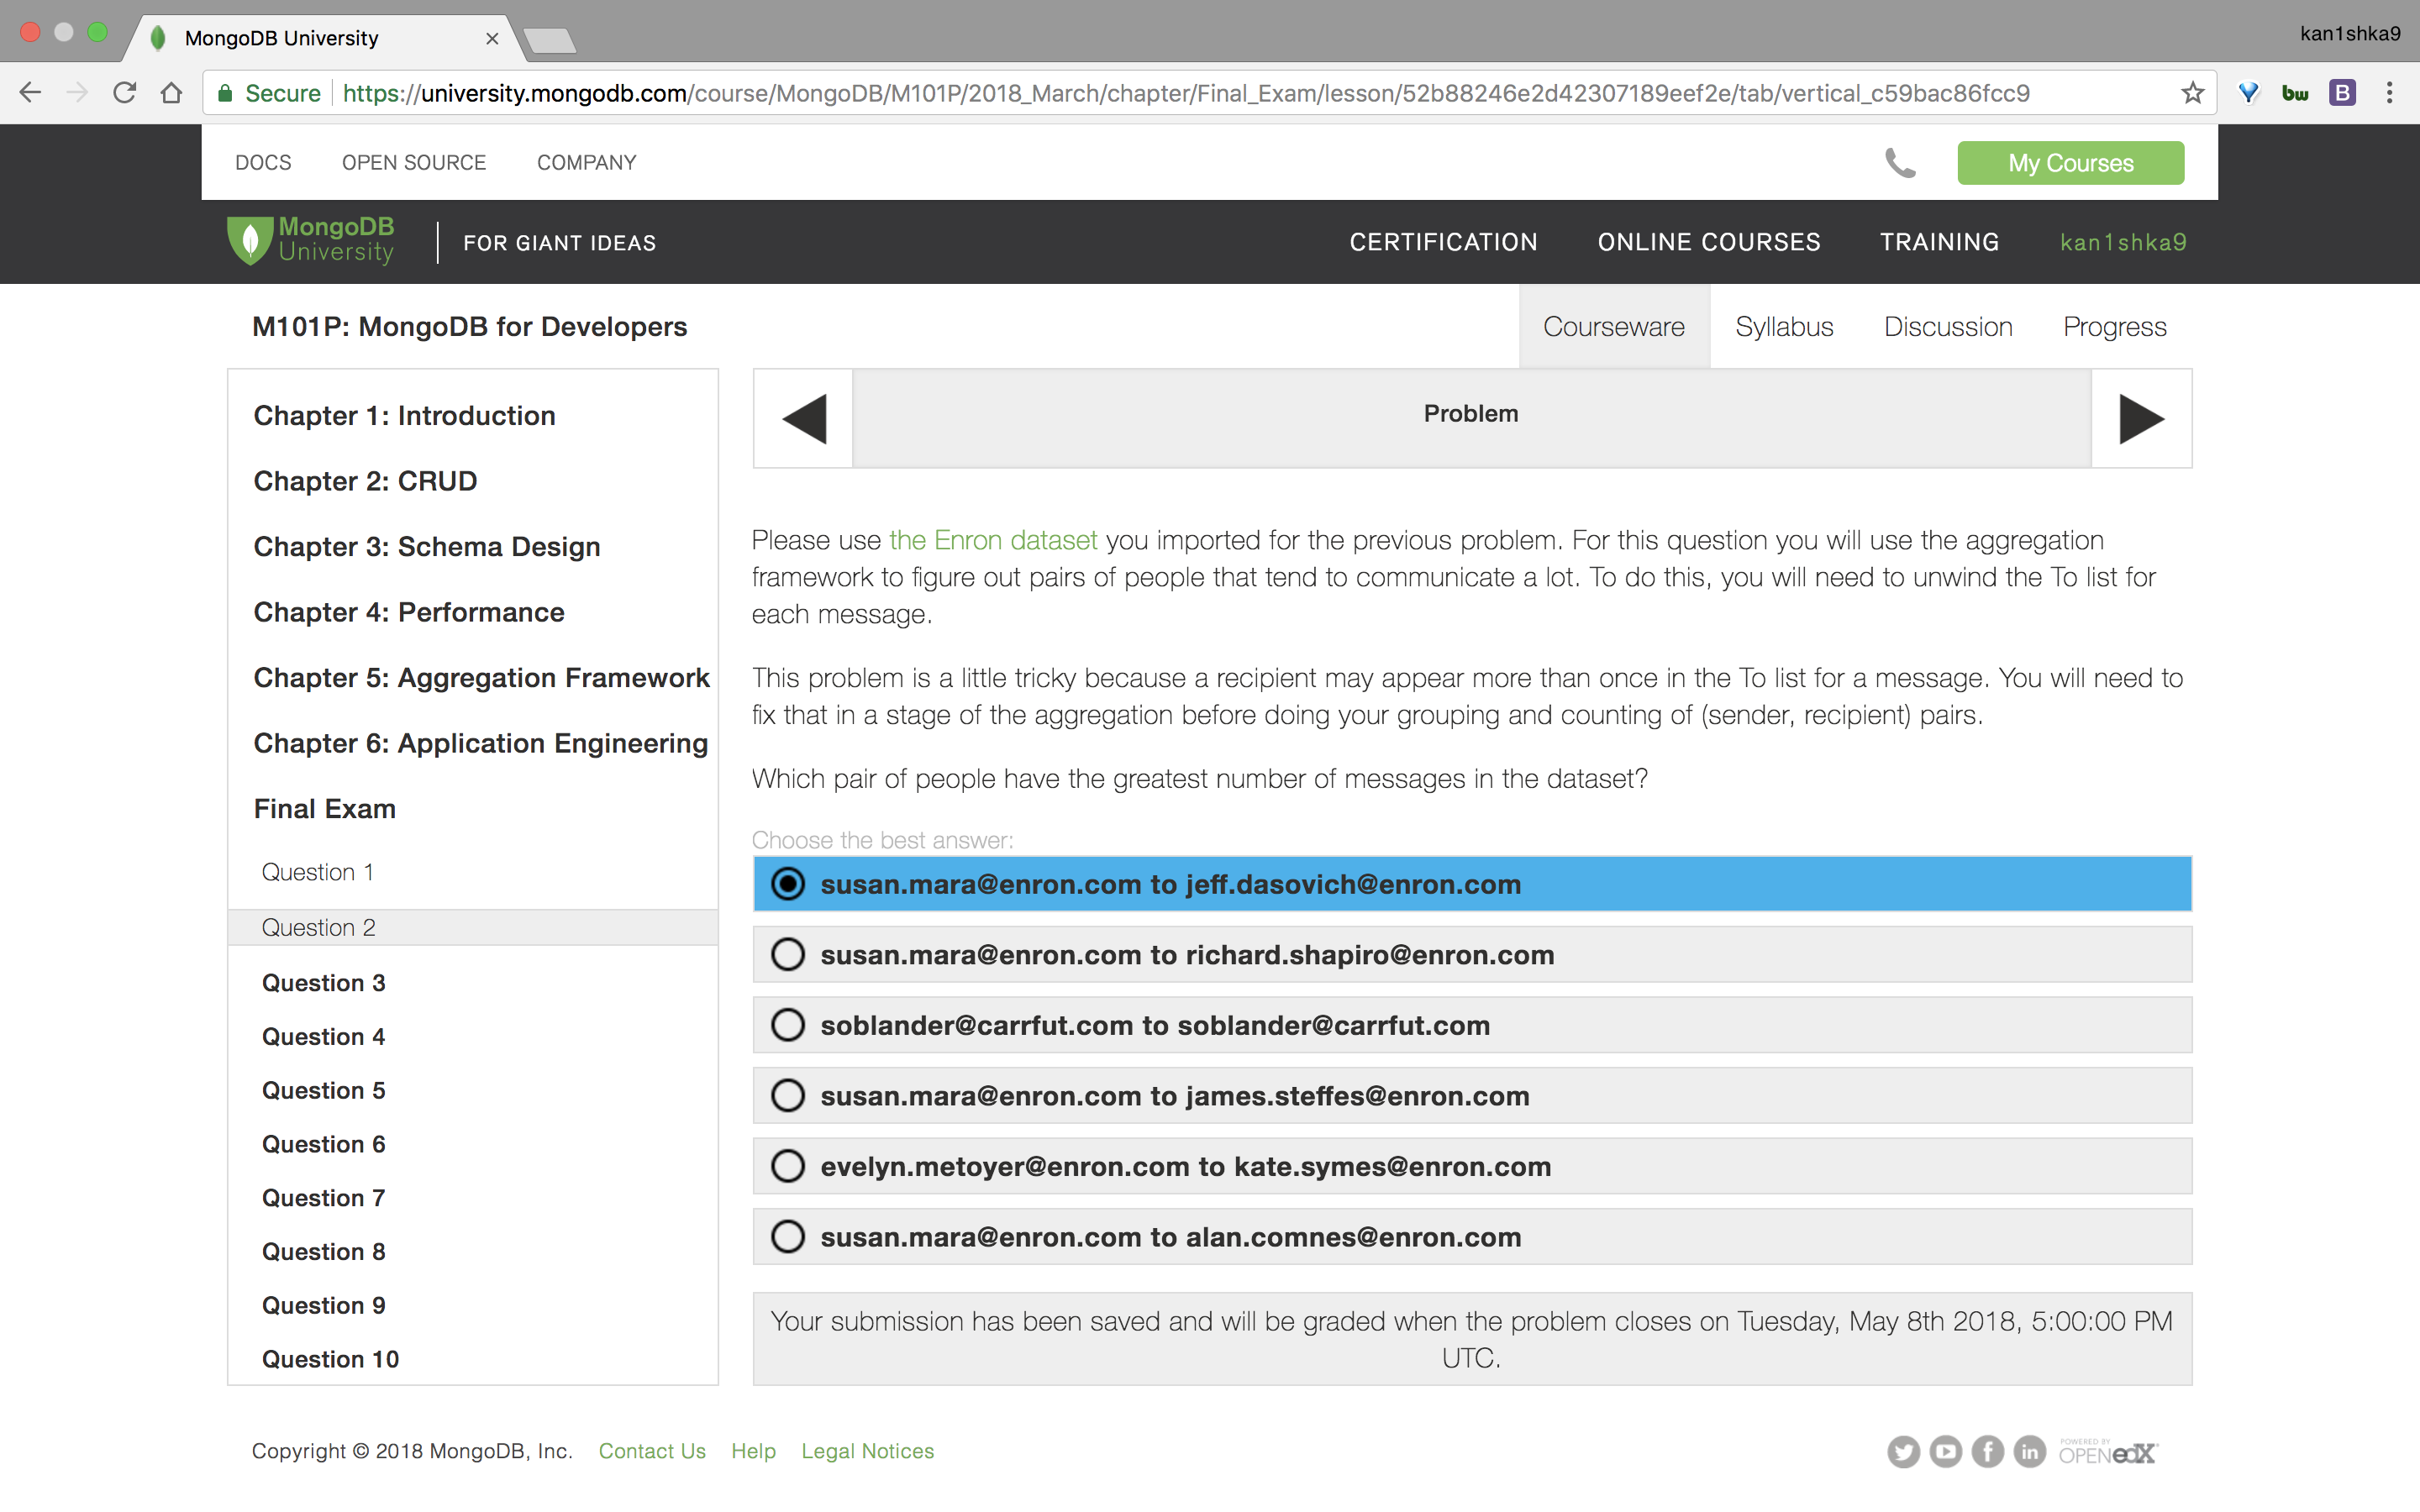 MongoDB University
kan1shka9
Secure https://university.mongodb.com/course/MongoDB/M101P/2018_March/chapter/Final_Exam/lesson/52b88246e2d42307189eef2e/tab/vertical_c59bac86fcc9
bw
B
DOCS OPEN SOURCE COMPANY
My Courses
MongoDB
University
FOR GIANT IDEAS
CERTIFICATION ONLINE COURSES TRAINING kan1shka9
M101P: MongoDB for Developers
Courseware Syllabus Discussion Progress
Chapter 1: Introduction
Chapter 2: CRUD
Chapter 3: Schema Design
Chapter 4: Performance
Chapter 5: Aggregation Framework
Chapter 6: Application Engineering
Final Exam
Question 1
Question 2
Question 3
Question 4
Question 5
Question 6
Question 7
Question 8
Question 9
Question 10
Problem
Please use the Enron dataset you imported for the previous problem. For this question you will use the aggregation
framework to figure out pairs of people that tend to communicate a lot. To do this, you will need to unwind the To list for
each message.
This problem is a little tricky because a recipient may appear more than once in the To list for a message. You will need to
fix that in a stage of the aggregation before doing your grouping and counting of (sender, recipient) pairs.
Which pair of people have the greatest number of messages in the dataset?
Choose the best answer:
susan.mara@enron.com to jeff.dasovich@enron.com
susan.mara@enron.com to richard.shapiro@enron.com
soblander@carrfut.com to soblander@carrfut.com
susan.mara@enron.com to james.steffes@enron.com
evelyn.metoyer@enron.com to kate.symes@enron.com
susan.mara@enron.com to alan.comnes@enron.com
Your submission has been saved and will be graded when the problem closes on Tuesday, May 8th 2018, 5:00:00 PM
UTC.
Copyright © 2018 MongoDB, Inc. Contact Us Help Legal Notices
POWERED BY
OPEN edX